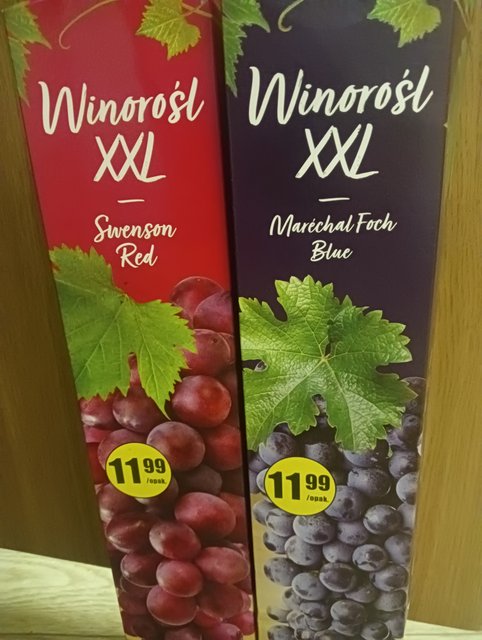 Winorośl
XXL
Swenson
Red
11 99
/opak.
Winorośl
XXL
Maréchal Foch
Blue
11 99
/opak.